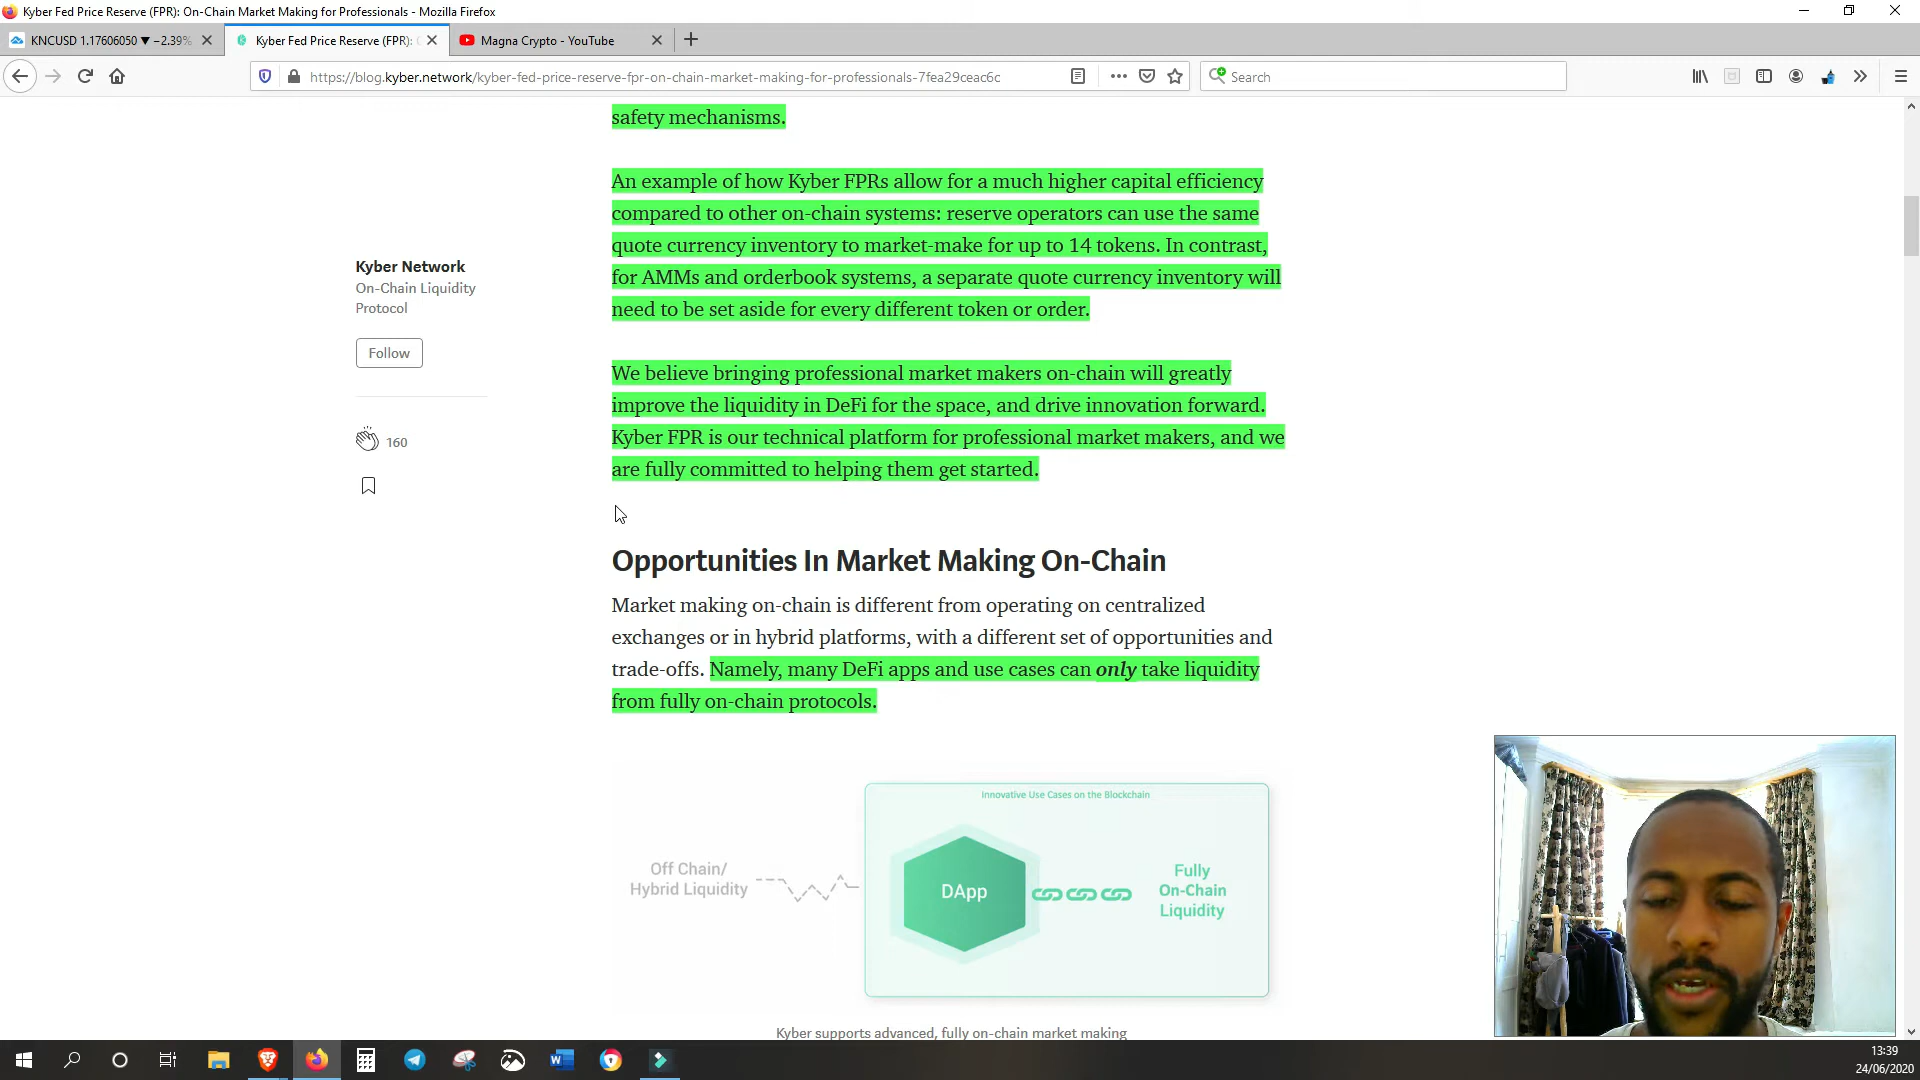 Kyber Fed Price Reserve (FPR): On-Chain Market Making for Professionals - Mozilla Firefox
KNCUSD 1.17606050 ▼ −2.39%
Kyber Fed Price Reserve (FPR):
Magna Crypto - YouTube
https://blog.kyber.network/kyber-fed-price-reserve-fpr-on-chain-market-making-for-professionals-7fea29ceac6c
Search
safety mechanisms.
An example of how Kyber FPRs allow for a much higher capital efficiency
compared to other on-chain systems: reserve operators can use the same
quote currency inventory to market-make for up to 14 tokens. In contrast,
for AMMs and orderbook systems, a separate quote currency inventory will
need to be set aside for every different token or order.
Kyber Network
On-Chain Liquidity
Protocol
Follow
160
We believe bringing professional market makers on-chain will greatly
improve the liquidity in DeFi for the space, and drive innovation forward.
Kyber FPR is our technical platform for professional market makers, and we
are fully committed to helping them get started.
Opportunities In Market Making On-Chain
Market making on-chain is different from operating on centralized
exchanges or in hybrid platforms, with a different set of opportunities and
trade-offs. Namely, many DeFi apps and use cases can only take liquidity
from fully on-chain protocols.
Innovative Use Cases on the Blockchain
Off Chain/
Hybrid Liquidity
DApp
Fully
On-Chain
Liquidity
Kyber supports advanced, fully on-chain market making
13:39
24/06/2020